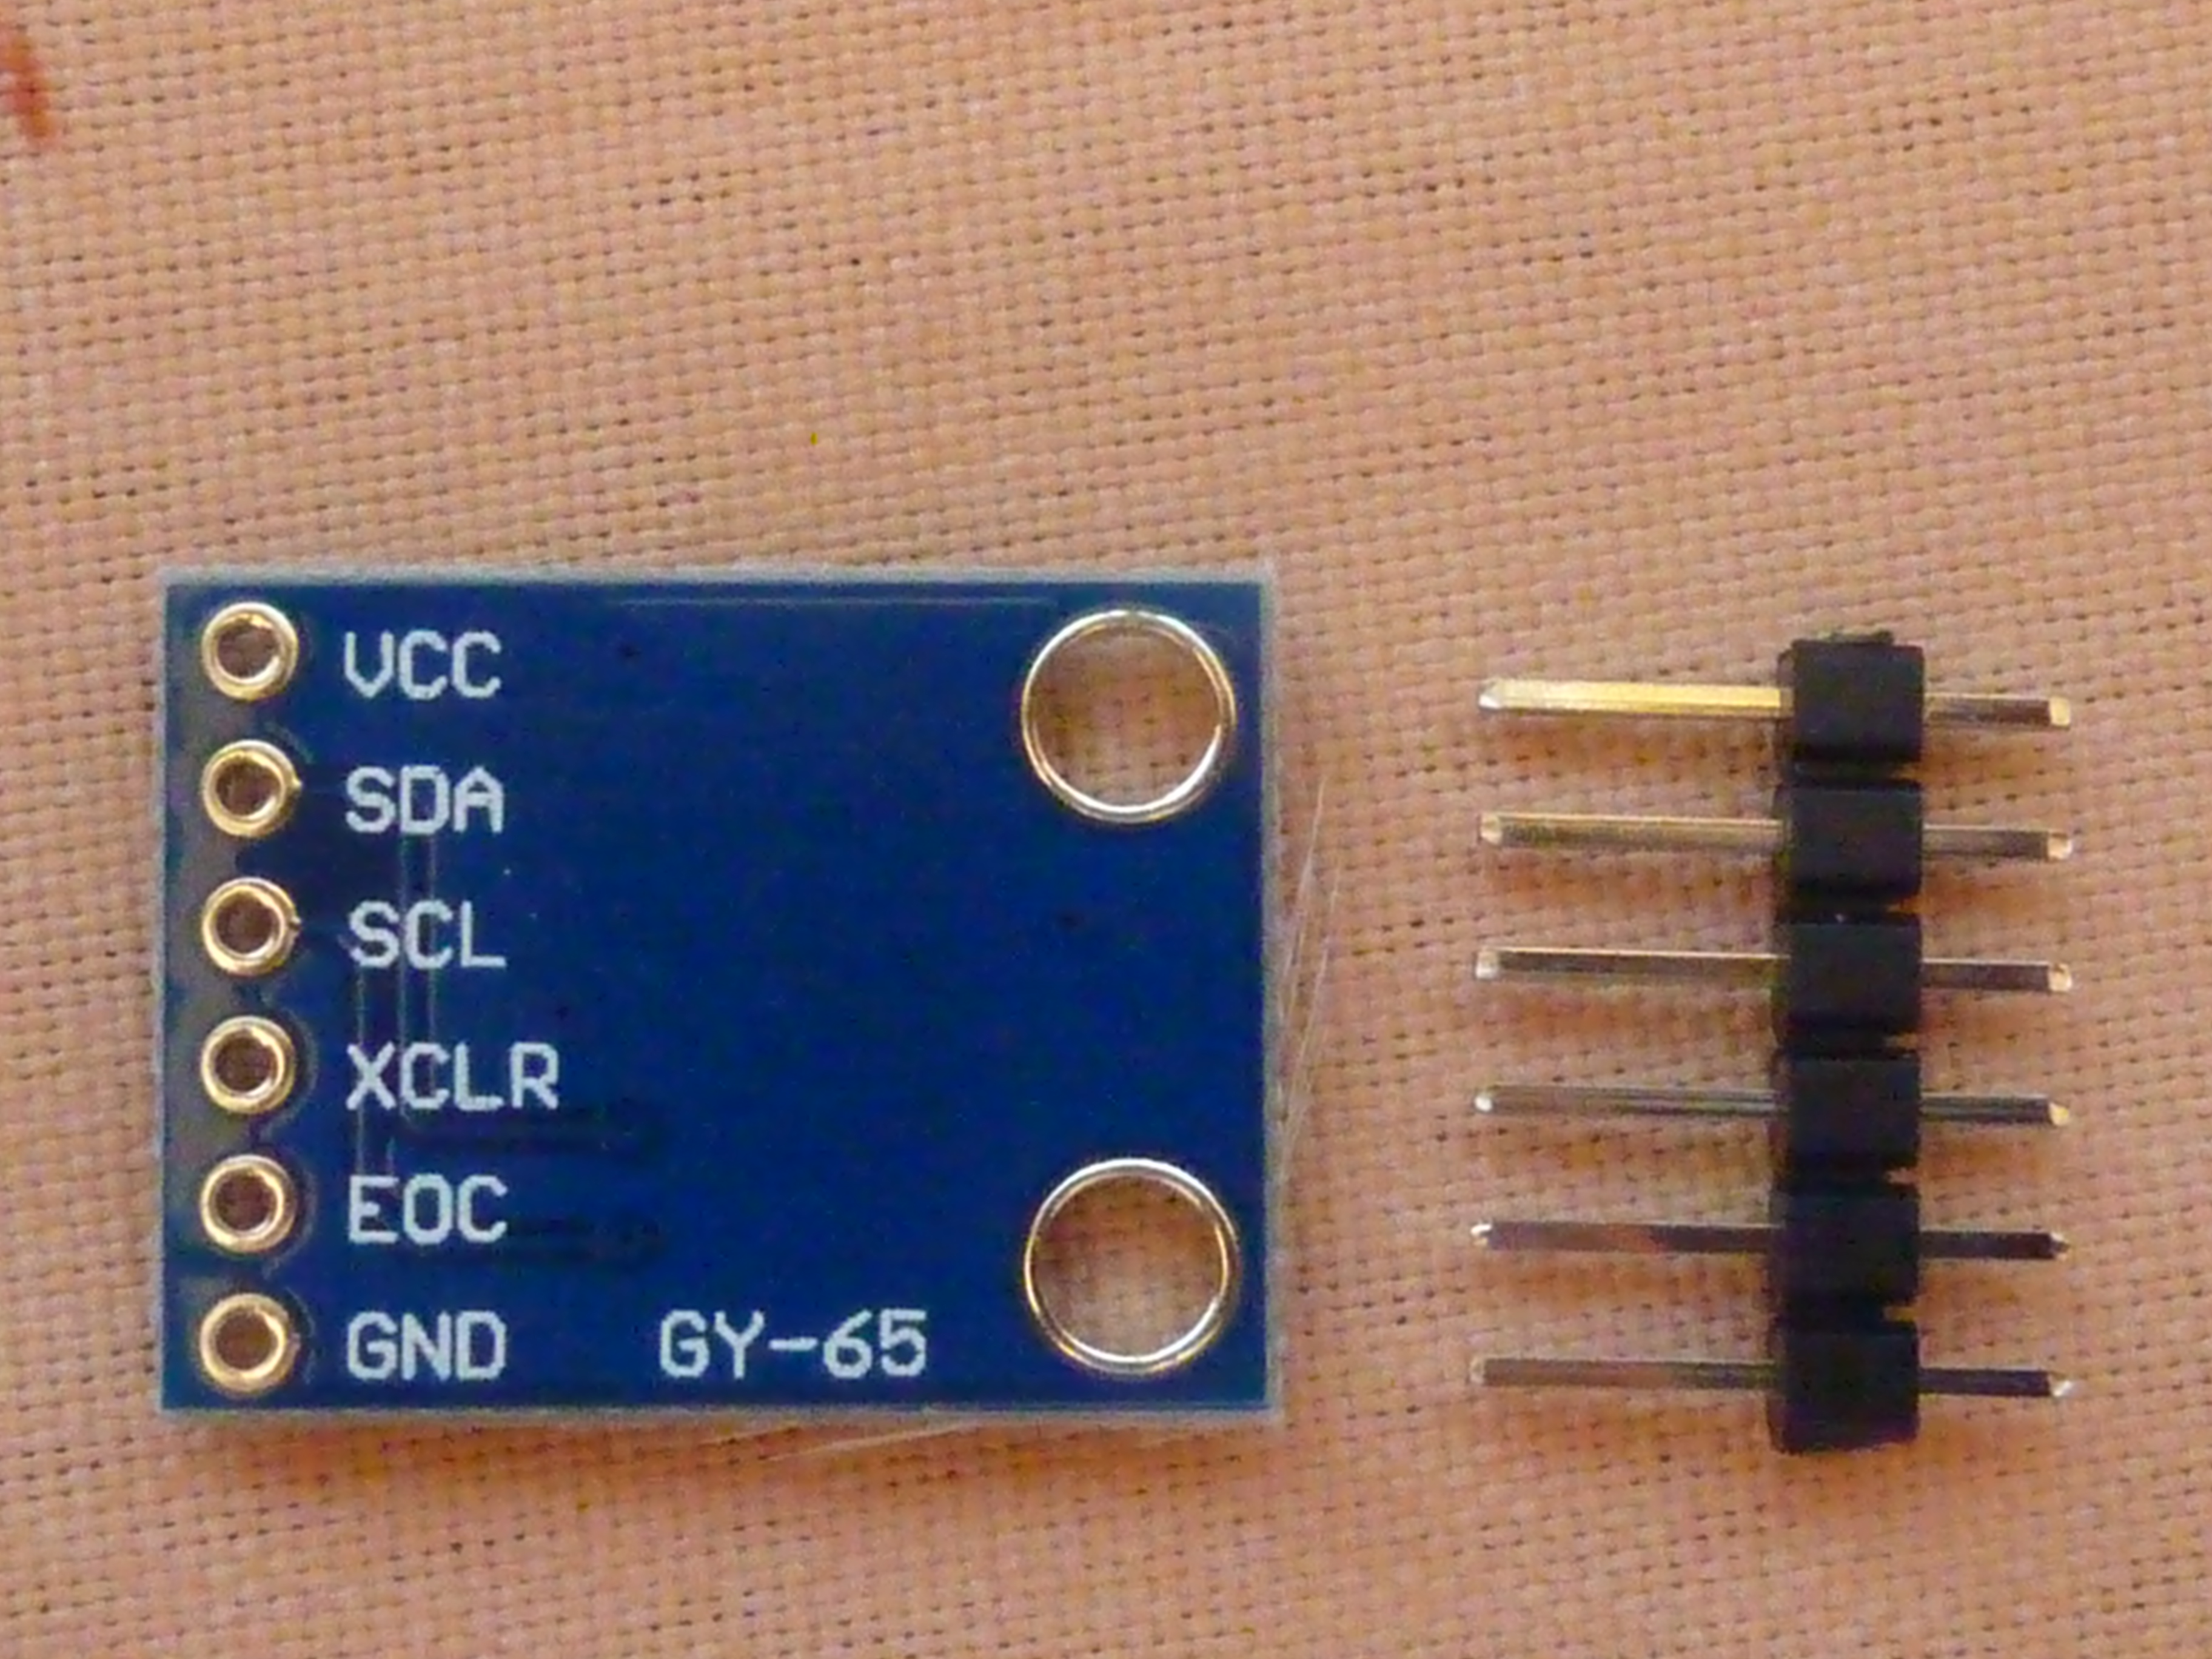 VCC
SDA
SCL
XCLR
EOC
GND GY-65